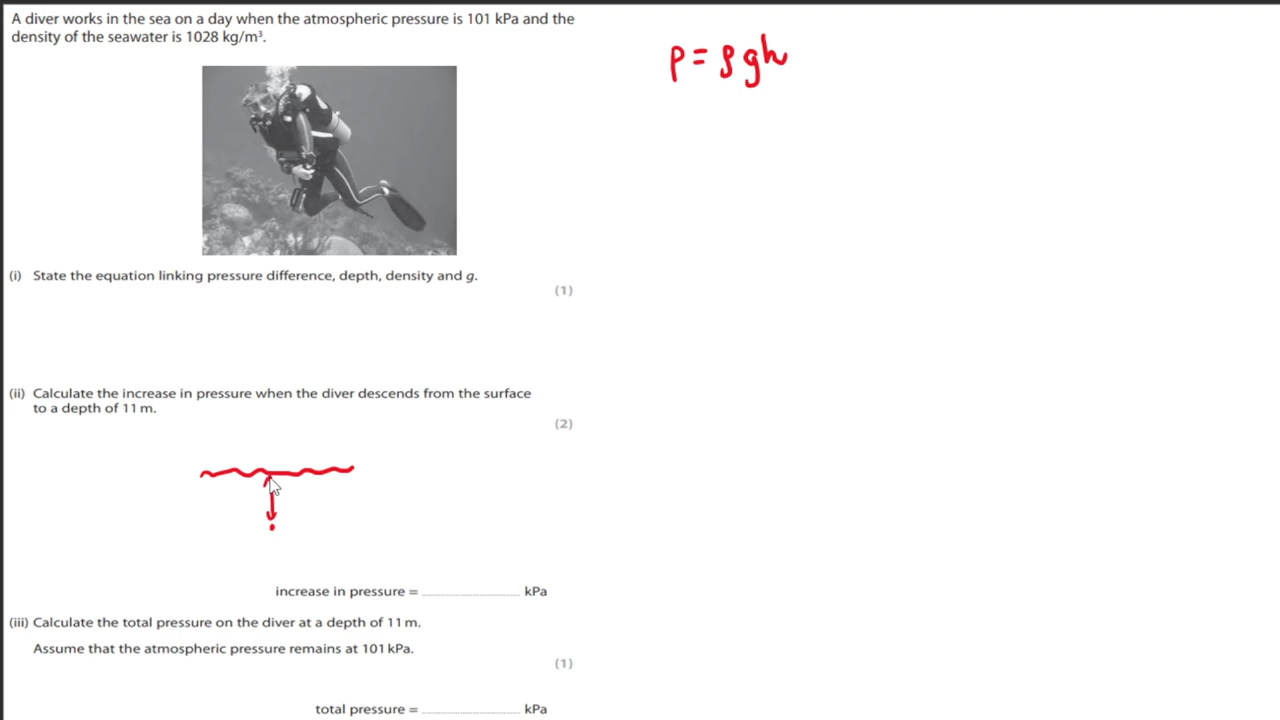 A diver works in the sea on a day when the atmospheric pressure is 101 kPa and the
density of the seawater is 1028 kg/m³.
p = ρgh
(i) State the equation linking pressure difference, depth, density and g.
(1)
(ii) Calculate the increase in pressure when the diver descends from the surface
to a depth of 11 m.
(2)
increase in pressure = ........................ kPa
(iii) Calculate the total pressure on the diver at a depth of 11 m.
Assume that the atmospheric pressure remains at 101 kPa.
(1)
total pressure = ........................ kPa